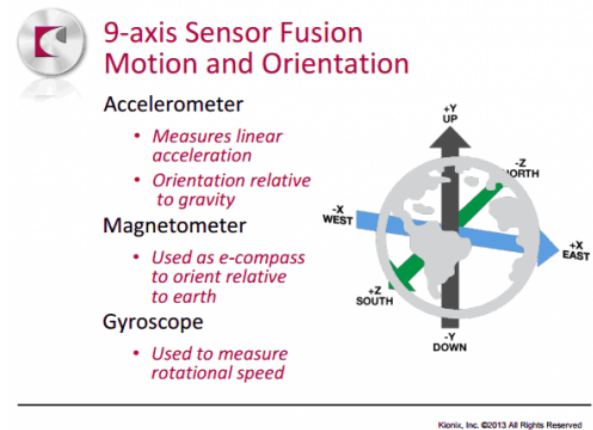 9-axis Sensor Fusion
Motion and Orientation
Accelerometer
• Measures linear
acceleration
• Orientation relative
to gravity
Magnetometer
• Used as e-compass
to orient relative
to earth
Gyroscope
• Used to measure
rotational speed
+Y
UP
-Z
NORTH
-X
WEST
+X
EAST
+Z
SOUTH
-Y
DOWN
Kionix, Inc. ©2013 All Rights Reserved